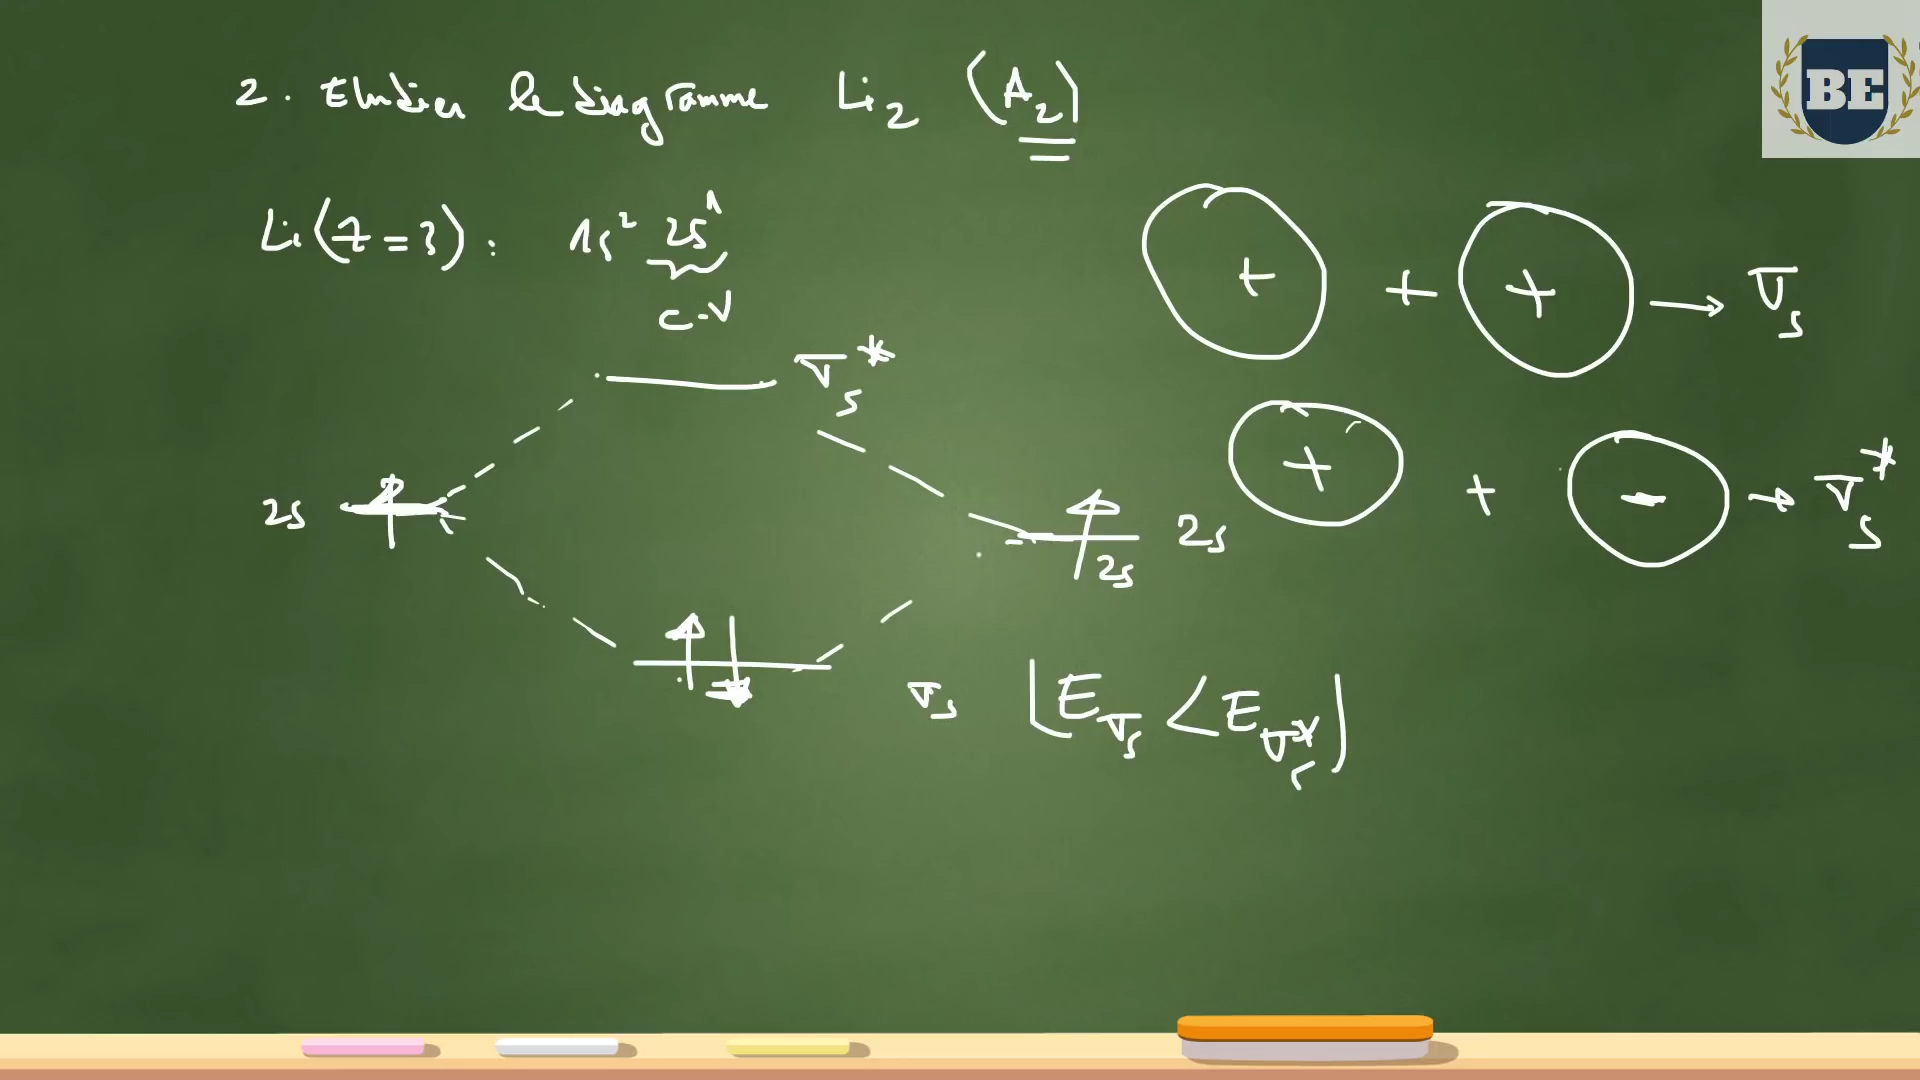 2. Etudier le diagramme Li₂ (A₂)
Li(Z=3): 1s² 2s¹
C-V
σs*
2s
2s
2s
σs (Eσs < Eσs*)
+ + + → σs
+ + - → σs*
BE